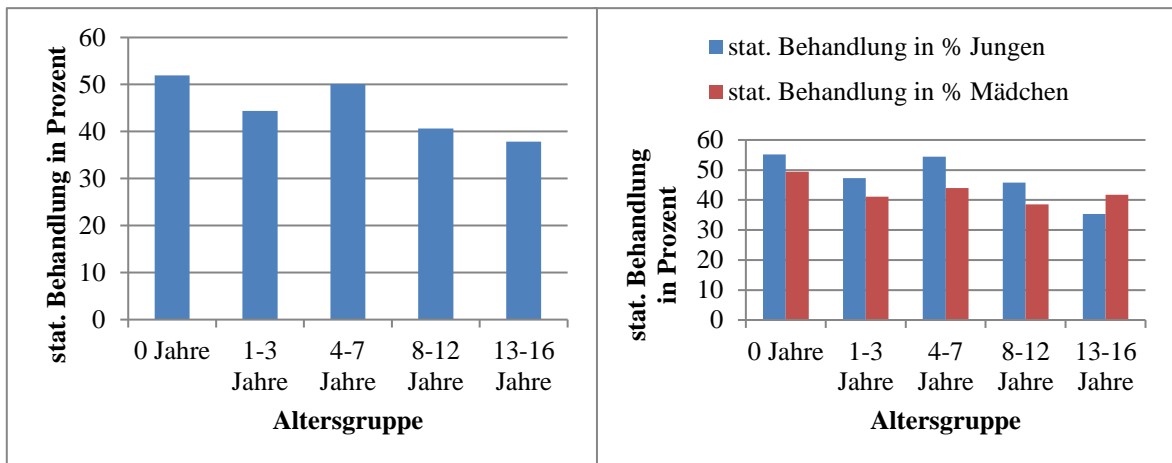 stat. Behandlung in Prozent
60
50
40
30
20
10
0
0 Jahre 1-3 4-7 8-12 13-16
Jahre Jahre Jahre Jahre
Altersgruppe
stat. Behandlung in % Jungen
stat. Behandlung in % Mädchen
stat. Behandlung
in Prozent
60
50
40
30
20
10
0
0 Jahre 1-3 4-7 8-12 13-16
Jahre Jahre Jahre Jahre
Altersgruppe